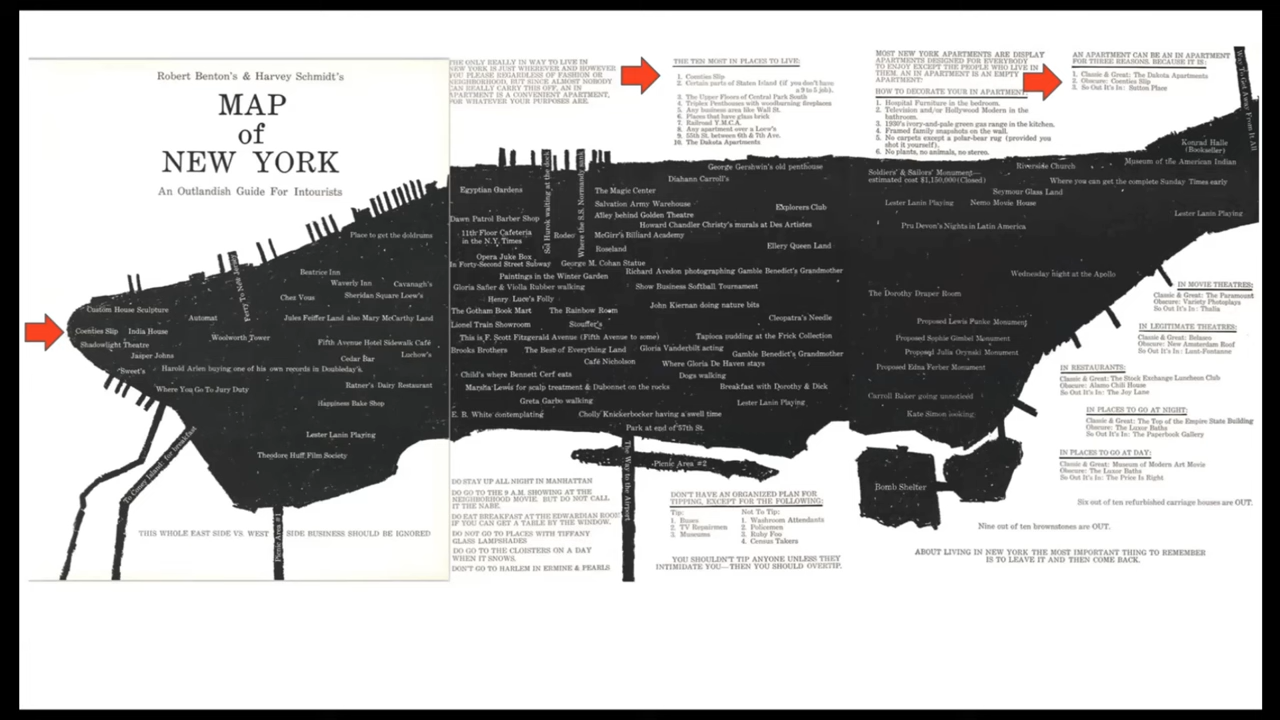 Robert Benton's & Harvey Schmidt's
MAP
of
NEW YORK
An Outlandish Guide For Intourists
THE ONLY REALLY IN WAY TO LIVE IN
NEW YORK IS JUST WHEREVER AND HOWEVER
YOU PLEASE REGARDLESS OF FASHION OR
NEIGHBORHOOD. BUT SINCE ALMOST NOBODY
CAN REALLY CARRY THIS OFF, AN IN
APARTMENT IS A CONVENIENT APARTMENT,
FOR WHATEVER YOUR PURPOSES ARE.
THE TEN MOST IN PLACES TO LIVE:
1. Coenties Slip
2. Certain parts of Staten Island (if you don't have
a 9 to 5 job).
3. The Upper Floors of Central Park South
4. Triplex Penthouses with woodburning fireplaces
5. Any business area like Wall St.
6. Places that have glass brick
7. Railroad Y.M.C.A.
8. Any apartment over a Loew's
9. 55th St. between 6th & 7th Ave.
10. The Dakota Apartments
MOST NEW YORK APARTMENTS ARE DISPLAY
APARTMENTS DESIGNED FOR EVERYBODY
TO ENJOY EXCEPT THE PEOPLE WHO LIVE IN
THEM. AN IN APARTMENT IS AN EMPTY
APARTMENT!
HOW TO DECORATE YOUR IN APARTMENT:
1. Hospital Furniture in the bedroom.
2. Television and/or Hollywood Modern in the
bathroom.
3. 1930's ivory-and-pale green gas range in the kitchen.
4. Framed family snapshots on the wall.
5. No carpets except a polar-bear rug (provided you
shot it yourself).
6. No plants, no animals, no stereo.
AN APARTMENT CAN BE AN IN APARTMENT
FOR THREE REASONS, BECAUSE IT IS:
1. Classic & Great: The Dakota Apartments
2. Obscure: Coenties Slip
3. So Out It's In: Sutton Place
Custom House Sculpture
Coenties Slip
India House
Shadowlight Theatre
Jasper Johns
"Sweet's"
Harold Arlen buying one of his own records in Doubleday's.
Where You Go To Jury Duty
To Coney Island: for breakfast
Theodore Huff Film Society
Lester Lanin Playing
Happiness Bake Shop
Ratner's Dairy Restaurant
Cedar Bar
Luchow's
Fifth Avenue Hotel Sidewalk Café
Woolworth Tower
Automat
Jules Feiffer Land also Mary McCarthy Land
Chez Vous
Sheridan Square Loew's
Waverly Inn
Cavanagh's
Beatrice Inn
Place to get the doldrums
Picnic Area #1
THIS WHOLE EAST SIDE VS. WEST SIDE BUSINESS SHOULD BE IGNORED
Egyptian Gardens
Dawn Patrol Barber Shop
11th Floor Cafeteria
in the N.Y. Times
Opera Juke Box
In Forty-Second Street Subway
Sol Hurok waiting at the dock
Rodeo
Where the S.S. Normandy sank
The Magic Center
Salvation Army Warehouse
Alley behind Golden Theatre
Howard Chandler Christy's murals at Des Artistes
McGirr's Billiard Academy
Roseland
George M. Cohan Statue
George Gershwin's old penthouse
Diahann Carroll's
Explorers Club
Ellery Queen Land
Paintings in the Winter Garden
Richard Avedon photographing Gamble Benedict's Grandmother
Gloria Safier & Violla Rubber walking
Show Business Softball Tournament
Henry Luce's Folly
John Kiernan doing nature bits
The Gotham Book Mart
The Rainbow Room
Cleopatra's Needle
Lionel Train Showroom
Stouffer's
This is F. Scott Fitzgerald Avenue (Fifth Avenue to some)
Tapioca pudding at the Frick Collection
Brooks Brothers
The Best of Everything Land
Gloria Vanderbilt acting
Gamble Benedict's Grandmother
Café Nicholson
Where Gloria De Haven stays
Child's where Bennett Cerf eats
Dogs walking
Marsha Lewis for scalp treatment & Dubonnet on the rocks
Breakfast with Dorothy & Dick
Greta Garbo walking
Lester Lanin Playing
E. B. White contemplating
Cholly Knickerbocker having a swell time
Park at end of 57th St.
The Way to the Airport
Picnic Area #2
Soldiers' & Sailors' Monument—
estimated cost $1,150,000 (Closed)
Lester Lanin Playing
Nemo Movie House
Riverside Church
Seymour Glass Land
Where you can get the complete Sunday Times early
Museum of the American Indian
Konrad Halle
(Bookseller)
Lester Lanin Playing
Pru Devon's Nights in Latin America
Wednesday night at the Apollo
The Dorothy Draper Room
Proposed Lewis Funke Monument
Proposed Sophie Gimbel Monument
Proposed Julia Orynski Monument
Proposed Edna Ferber Monument
Carroll Baker going unnoticed
Kate Simon looking
Bomb Shelter
IN MOVIE THEATRES:
Classic & Great: The Paramount
Obscure: Variety Photoplays
So Out It's In: Thalia
IN LEGITIMATE THEATRES:
Classic & Great: Belasco
Obscure: New Amsterdam Roof
So Out It's In: Lunt-Fontanne
IN RESTAURANTS:
Classic & Great: The Stock Exchange Luncheon Club
Obscure: Alamo Chili House
So Out It's In: The Joy Lane
IN PLACES TO GO AT NIGHT:
Classic & Great: The Top of the Empire State Building
Obscure: The Luxor Baths
So Out It's In: The Paperbook Gallery
IN PLACES TO GO AT DAY:
Classic & Great: Museum of Modern Art Movie
Obscure: The Luxor Baths
So Out It's In: The Price Is Right
Six out of ten refurbished carriage houses are OUT.
Nine out of ten brownstones are OUT.
ABOUT LIVING IN NEW YORK THE MOST IMPORTANT THING TO REMEMBER
IS TO LEAVE IT AND THEN COME BACK.
DO STAY UP ALL NIGHT IN MANHATTAN
DO GO TO THE 9 A.M. SHOWING AT THE
NEIGHBORHOOD MOVIE. BUT DO NOT CALL
IT THE NABE.
DO EAT BREAKFAST AT THE EDWARDIAN ROOM
IF YOU CAN GET A TABLE BY THE WINDOW.
DO NOT GO TO PLACES WITH TIFFANY
GLASS LAMPSHADES
DO GO TO THE CLOISTERS ON A DAY
WHEN IT SNOWS.
DON'T GO TO HARLEM IN ERMINE & PEARLS
DON'T HAVE AN ORGANIZED PLAN FOR
TIPPING, EXCEPT FOR THE FOLLOWING:
Tip:
1. Buses
2. TV Repairmen
3. Museums
Not To Tip:
1. Washroom Attendants
2. Policemen
3. Ruby Foo
4. Census Takers
YOU SHOULDN'T TIP ANYONE UNLESS THEY
INTIMIDATE YOU—THEN YOU SHOULD OVERTIP.